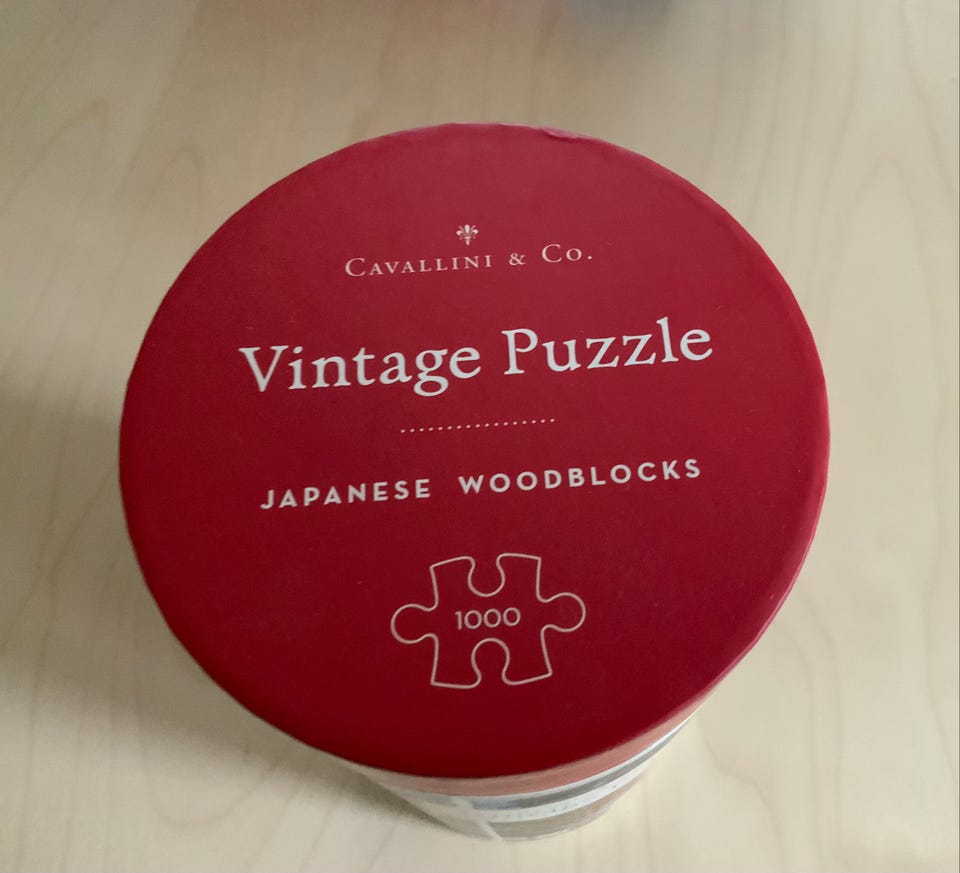 CAVALLINI & CO.
Vintage Puzzle
JAPANESE WOODBLOCKS
1000